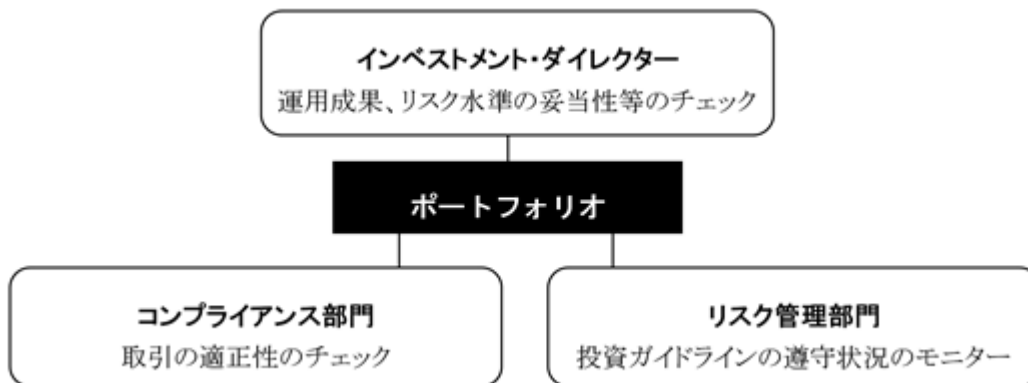 インベストメント・ダイレクター
運用成果、リスク水準の妥当性等のチェック
ポートフォリオ
コンプライアンス部門
取引の適正性のチェック
リスク管理部門
投資ガイドラインの遵守状況のモニター